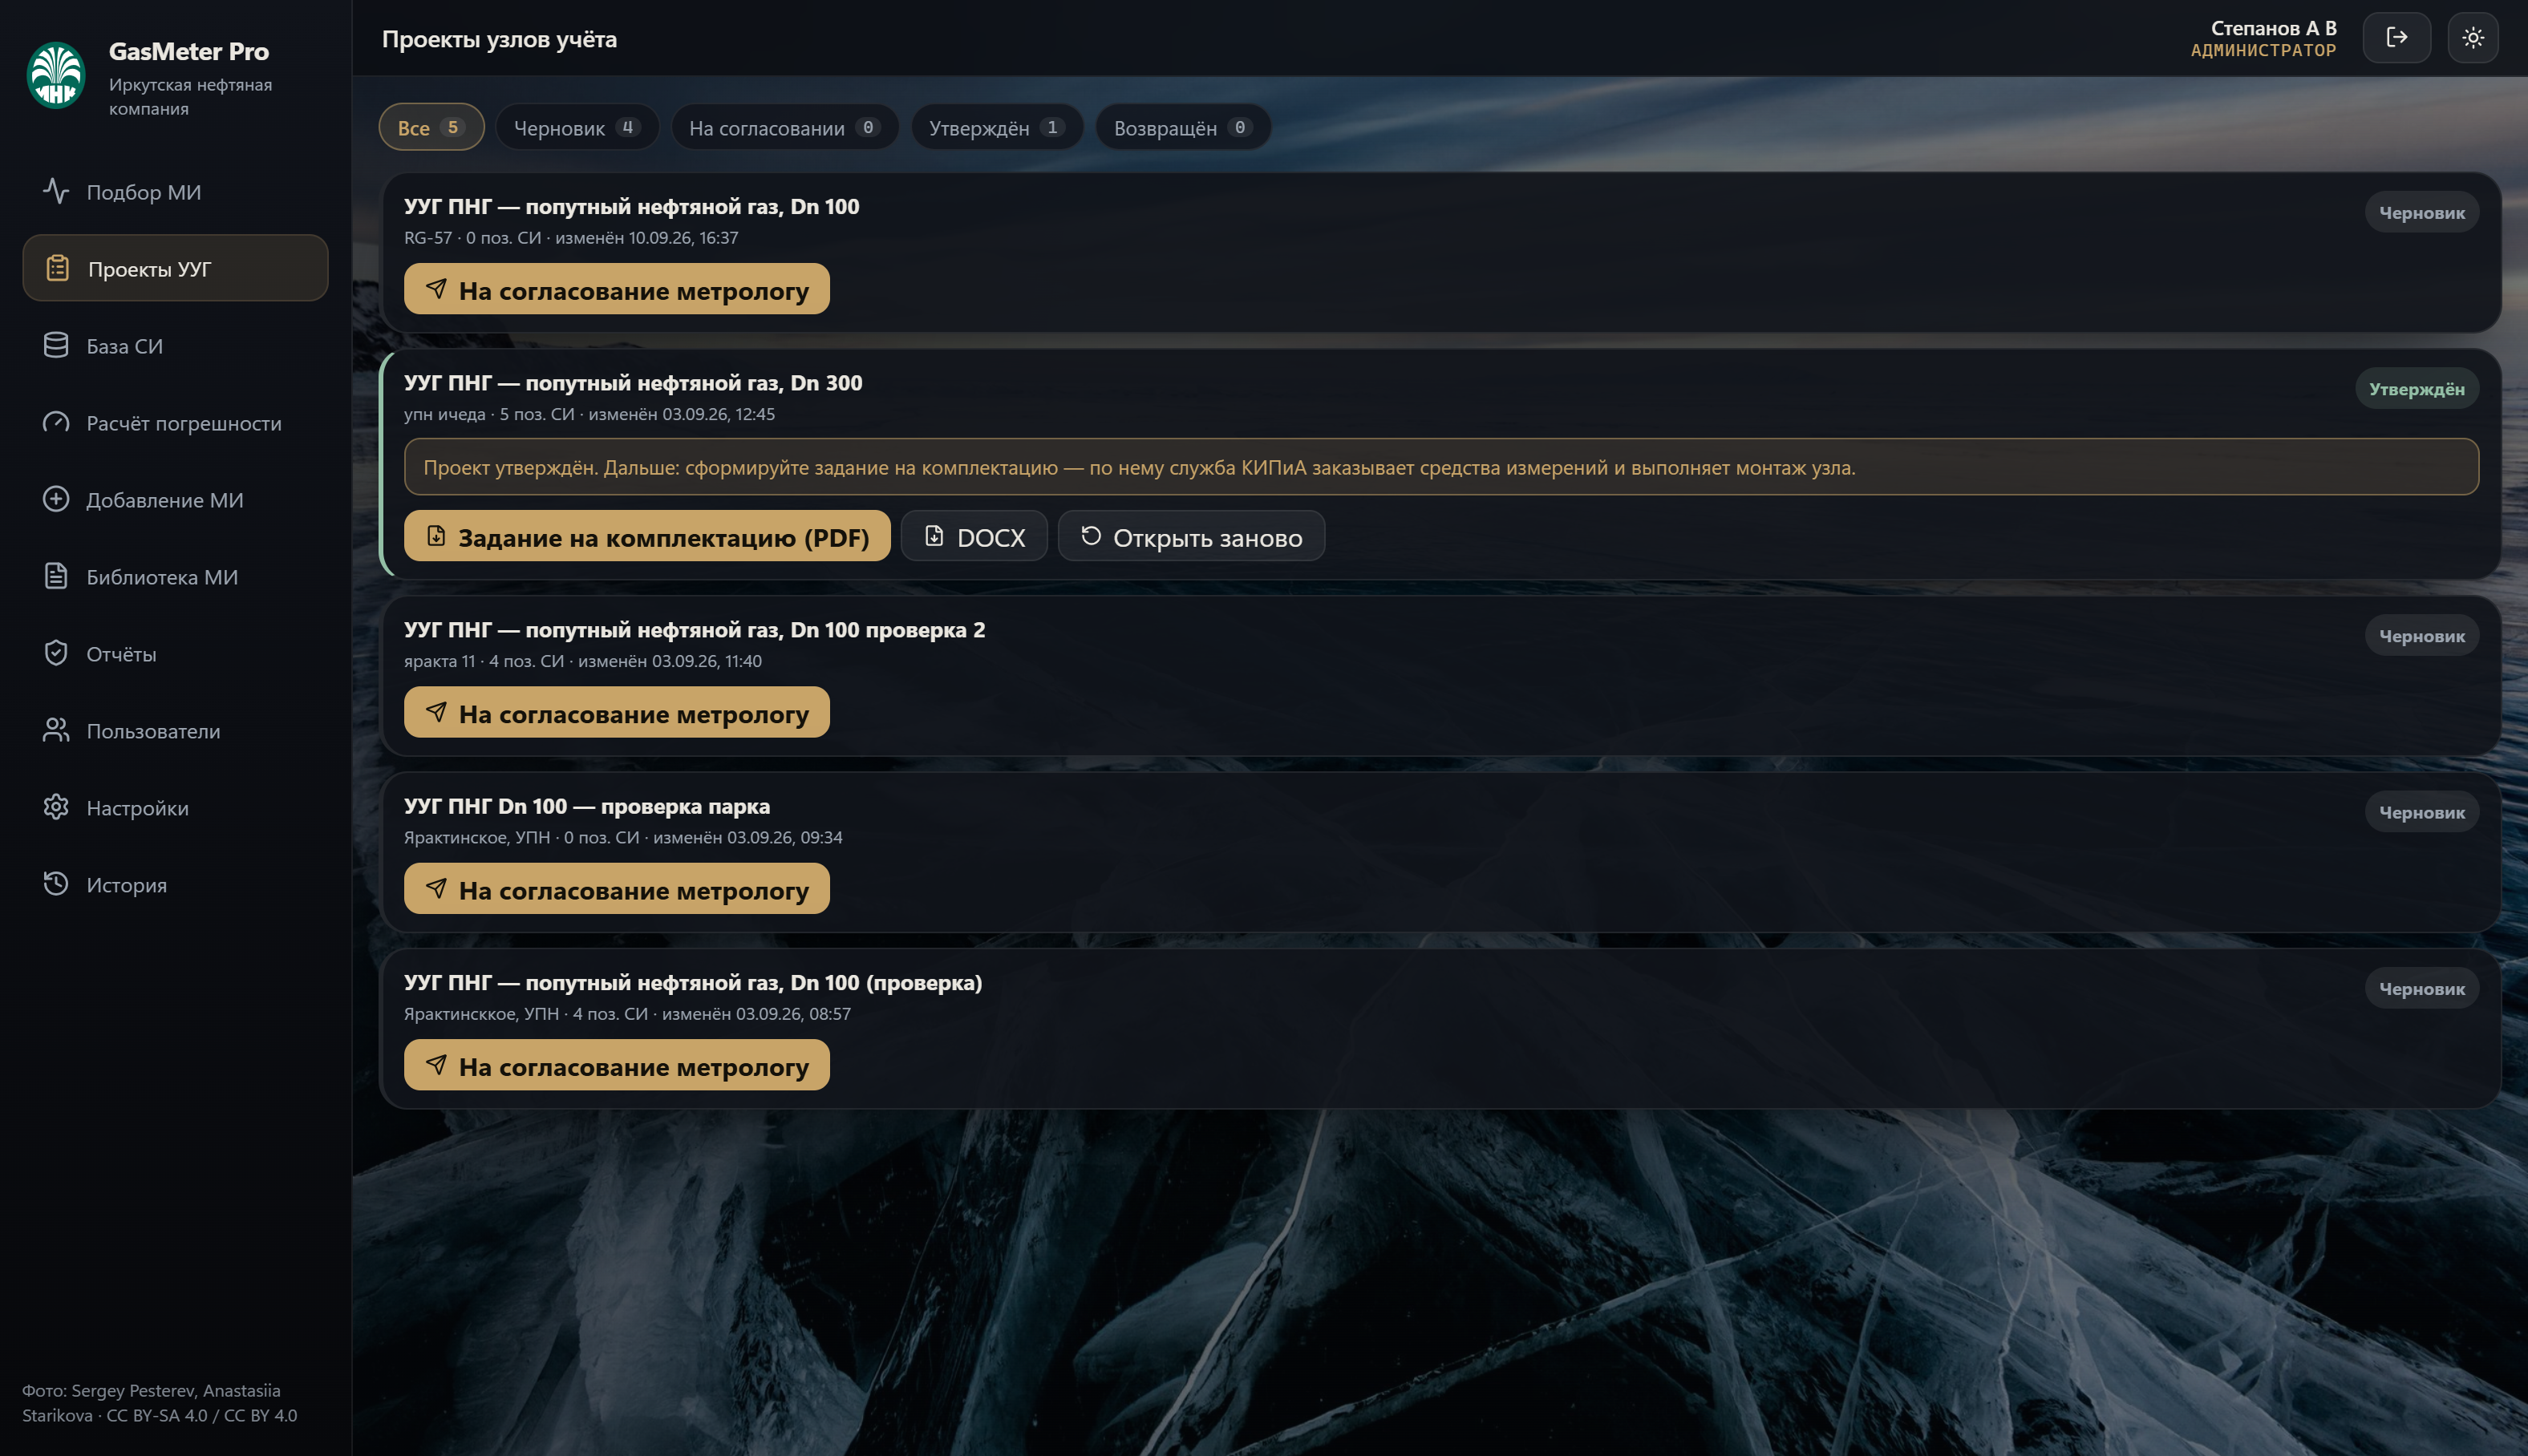 GasMeter Pro
Иркутская нефтяная
компания
ИНК
Подбор МИ
Проекты УУГ
База СИ
Расчёт погрешности
Добавление МИ
Библиотека МИ
Отчёты
Пользователи
Настройки
История
Фото: Sergey Pesterev, Anastasiia
Starikova · CC BY-SA 4.0 / CC BY 4.0
Проекты узлов учёта
Степанов А В
АДМИНИСТРАТОР
Все 5 Черновик 4 На согласовании 0 Утверждён 1 Возвращён 0
УУГ ПНГ — попутный нефтяной газ, Dn 100
Черновик
RG-57 · 0 поз. СИ · изменён 10.09.26, 16:37
На согласование метрологу
УУГ ПНГ — попутный нефтяной газ, Dn 300
Утверждён
упн ичеда · 5 поз. СИ · изменён 03.09.26, 12:45
Проект утверждён. Дальше: сформируйте задание на комплектацию — по нему служба КИПиА заказывает средства измерений и выполняет монтаж узла.
Задание на комплектацию (PDF) DOCX Открыть заново
УУГ ПНГ — попутный нефтяной газ, Dn 100 проверка 2
Черновик
яракта 11 · 4 поз. СИ · изменён 03.09.26, 11:40
На согласование метрологу
УУГ ПНГ Dn 100 — проверка парка
Черновик
Ярактинское, УПН · 0 поз. СИ · изменён 03.09.26, 09:34
На согласование метрологу
УУГ ПНГ — попутный нефтяной газ, Dn 100 (проверка)
Черновик
Ярактинсккое, УПН · 4 поз. СИ · изменён 03.09.26, 08:57
На согласование метрологу